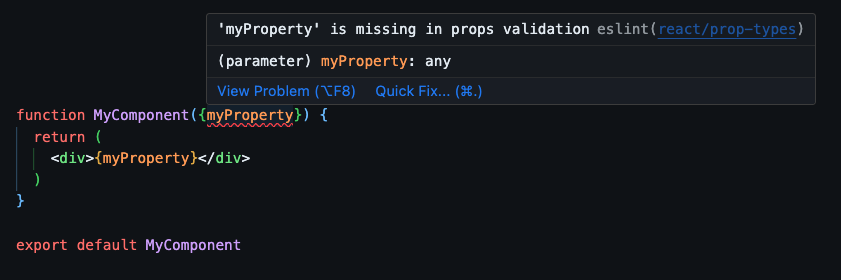 'myProperty' is missing in props validation eslint(react/prop-types)
(parameter) myProperty: any
View Problem (⌥F8) Quick Fix... (⌘.)
function MyComponent({myProperty}) {
return (
<div>{myProperty}</div>
)
}
export default MyComponent